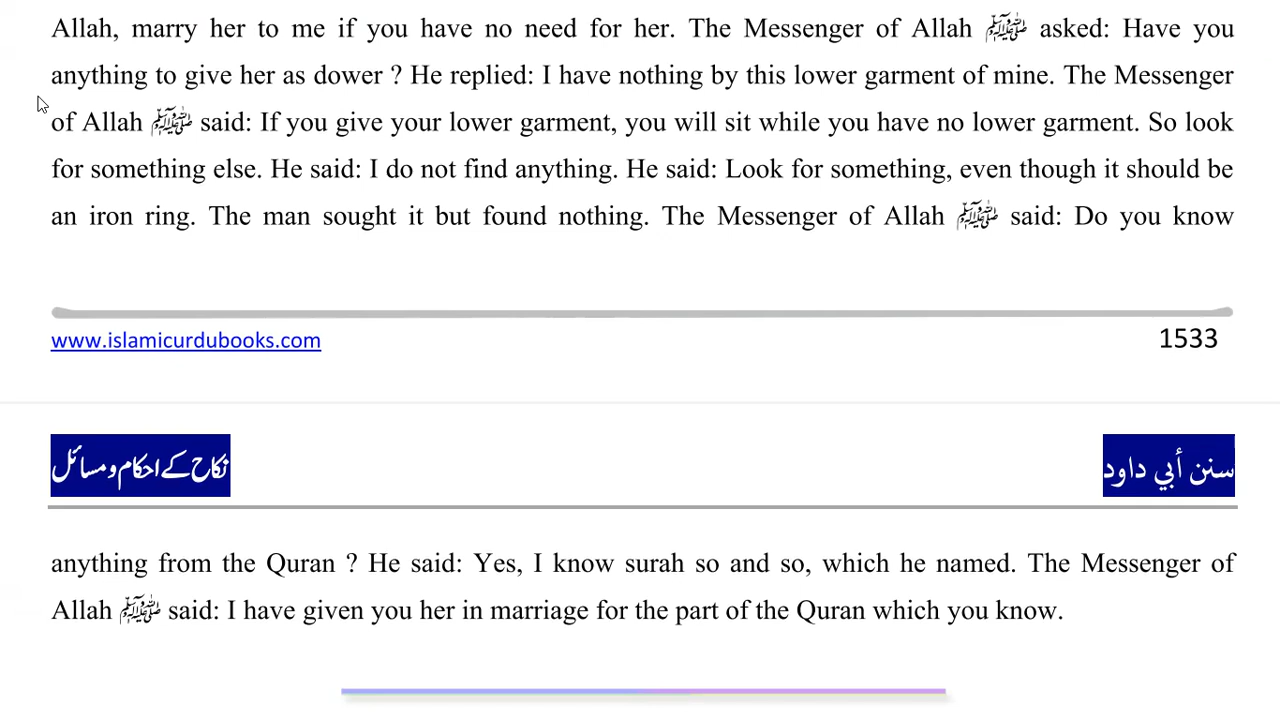 Allah, marry her to me if you have no need for her. The Messenger of Allah ﷺ asked: Have you
anything to give her as dower ? He replied: I have nothing by this lower garment of mine. The Messenger
of Allah ﷺ said: If you give your lower garment, you will sit while you have no lower garment. So look
for something else. He said: I do not find anything. He said: Look for something, even though it should be
an iron ring. The man sought it but found nothing. The Messenger of Allah ﷺ said: Do you know
www.islamicurdubooks.com 1533
سنن أبي داود نکاح کے احکام و مسائل
anything from the Quran ? He said: Yes, I know surah so and so, which he named. The Messenger of
Allah ﷺ said: I have given you her in marriage for the part of the Quran which you know.